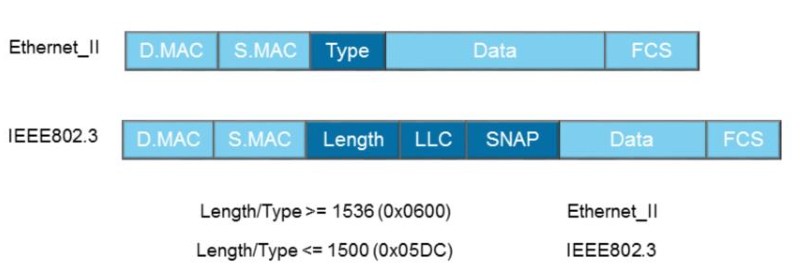 Ethernet_II D.MAC S.MAC Type Data FCS
IEEE802.3 D.MAC S.MAC Length LLC SNAP Data FCS
Length/Type >= 1536 (0x0600) Ethernet_II
Length/Type <= 1500 (0x05DC) IEEE802.3